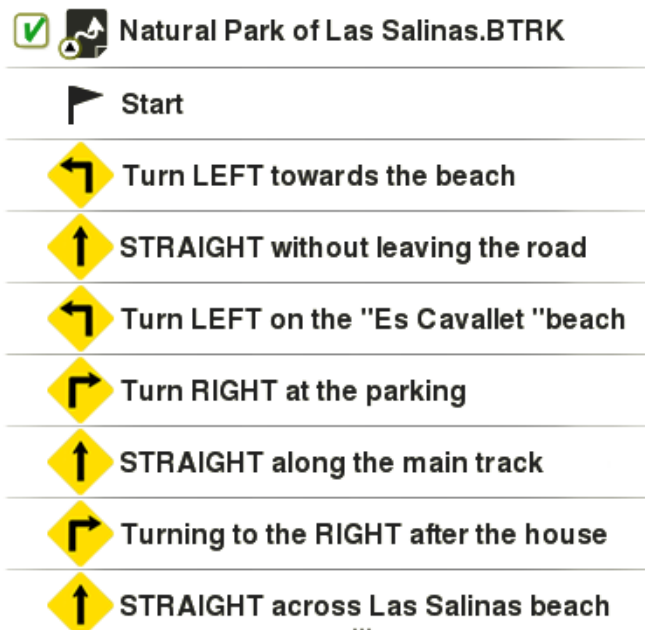 Natural Park of Las Salinas.BTRK
Start
Turn LEFT towards the beach
STRAIGHT without leaving the road
Turn LEFT on the "Es Cavallet "beach
Turn RIGHT at the parking
STRAIGHT along the main track
Turning to the RIGHT after the house
STRAIGHT across Las Salinas beach